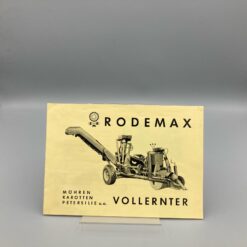 RODEMAX
MÖHREN
KAROTTEN
PETERSILIE u.a.
VOLLERNTER